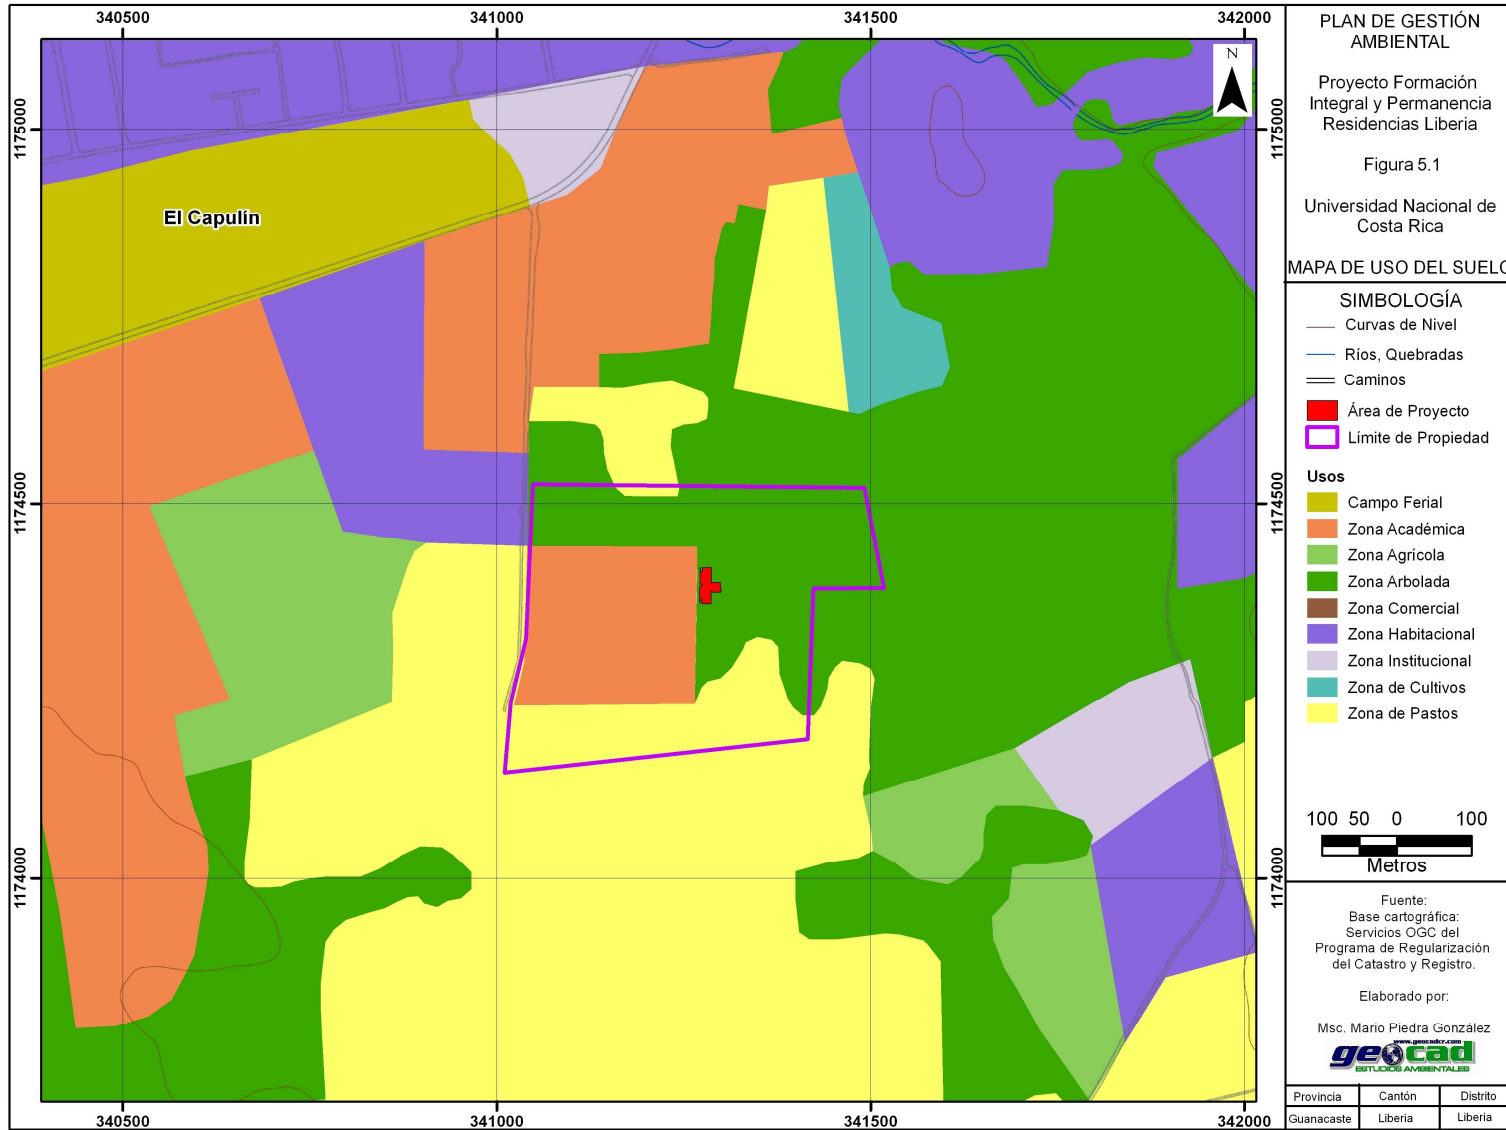 340500
341000
341500
342000
1175000
1174500
1174000
1175000
1174500
1174000
340500
341000
341500
342000
El Capulín
N
PLAN DE GESTIÓN
AMBIENTAL
Proyecto Formación
Integral y Permanencia
Residencias Liberia
Figura 5.1
Universidad Nacional de
Costa Rica
MAPA DE USO DEL SUELO
SIMBOLOGÍA
Curvas de Nivel
Ríos, Quebradas
Caminos
Área de Proyecto
Límite de Propiedad
Usos
Campo Ferial
Zona Académica
Zona Agrícola
Zona Arbolada
Zona Comercial
Zona Habitacional
Zona Institucional
Zona de Cultivos
Zona de Pastos
100 50 0 100
Metros
Fuente:
Base cartográfica:
Servicios OGC del
Programa de Regularización
del Catastro y Registro.
Elaborado por:
Msc. Mario Piedra González
www.geocadcr.com
geocad
ESTUDIOS AMBIENTALES
Provincia Cantón Distrito
Guanacaste Liberia Liberia